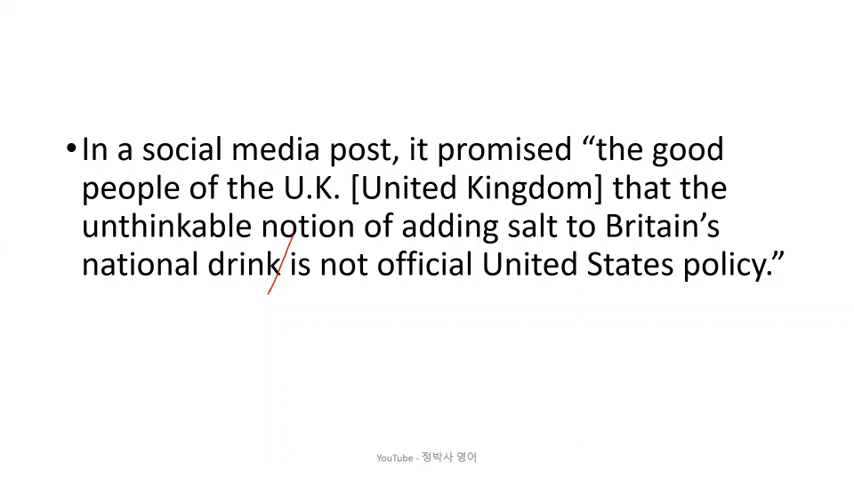 •In a social media post, it promised “the good
people of the U.K. [United Kingdom] that the
unthinkable notion of adding salt to Britain’s
national drink is not official United States policy.”
YouTube - 정박사 영어